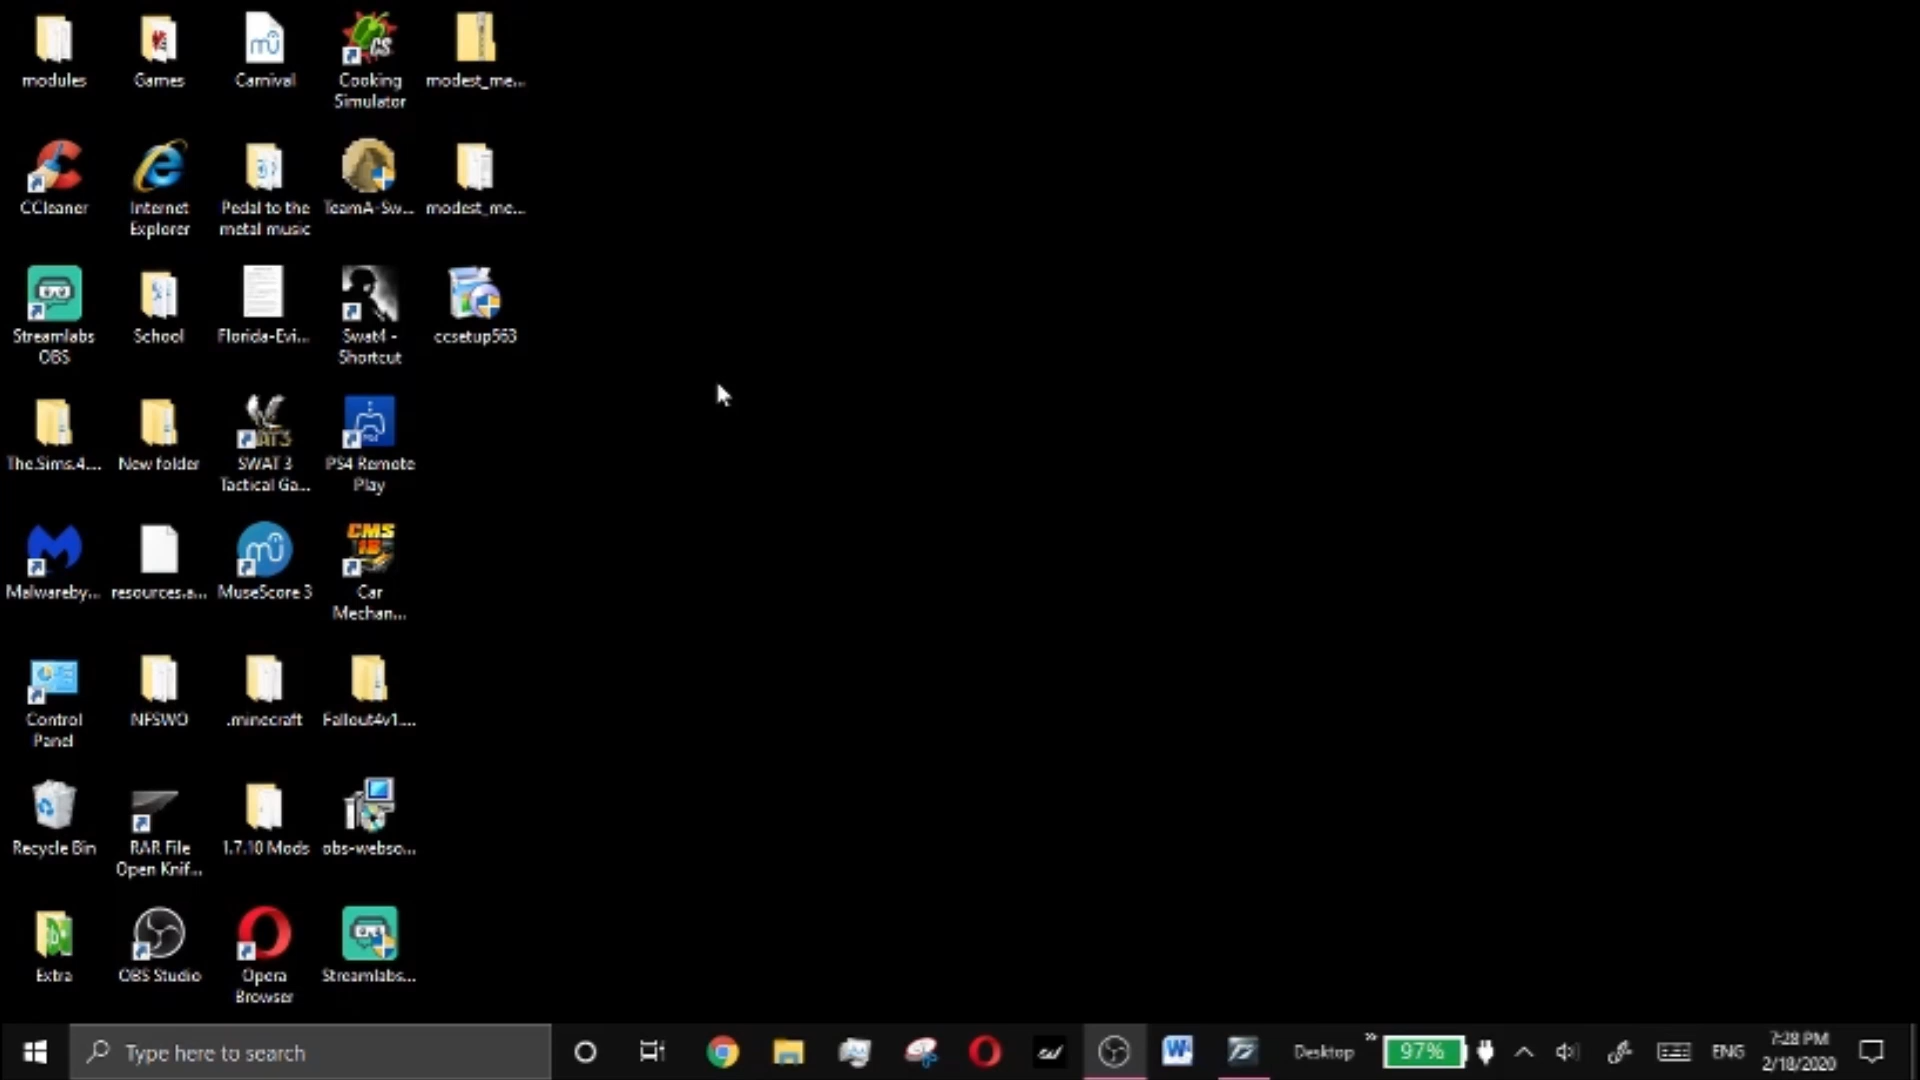 modules
Games
Carnival
Cooking
Simulator
modest_me...
CCleaner
Internet
Explorer
Pedal to the
metal music
TeamA-Sw...
modest_me...
Streamlabs
OBS
School
Florida-Evi...
Swat4 -
Shortcut
ccsetup563
The.Sims.4....
New folder
SWAT 3
Tactical Ga...
PS4 Remote
Play
Malwareby...
resources.a...
MuseScore 3
CMS
18
Car
Mechan...
Control
Panel
NFSWO
.minecraft
Fallout4v1....
Recycle Bin
RAR File
Open Knif...
1.7.10 Mods
obs-webso...
Extra
OBS Studio
Opera
Browser
Streamlabs...
Type here to search
Desktop
97%
ENG
7:28 PM
2/18/2020